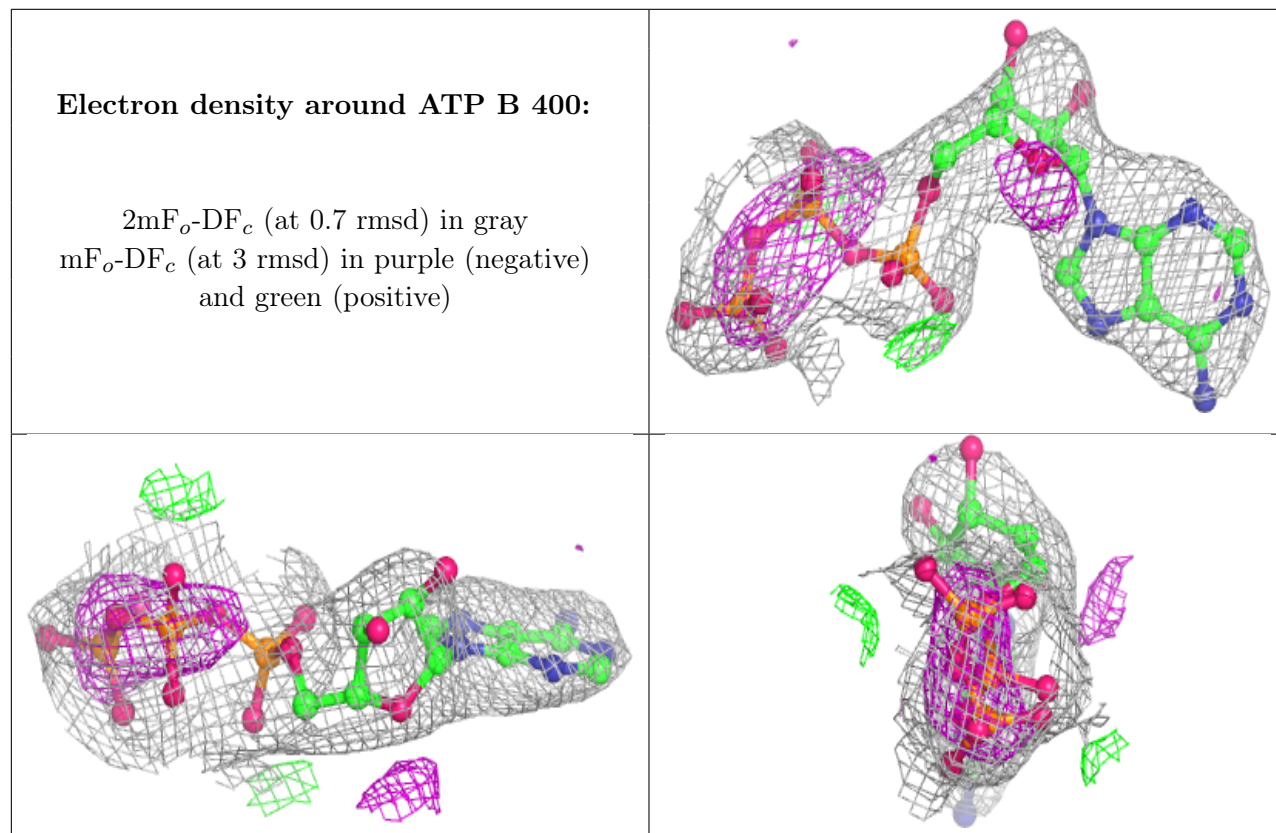 Electron density around ATP B 400:
2mFₒ-DF𝑐 (at 0.7 rmsd) in gray
mFₒ-DF𝑐 (at 3 rmsd) in purple (negative)
and green (positive)